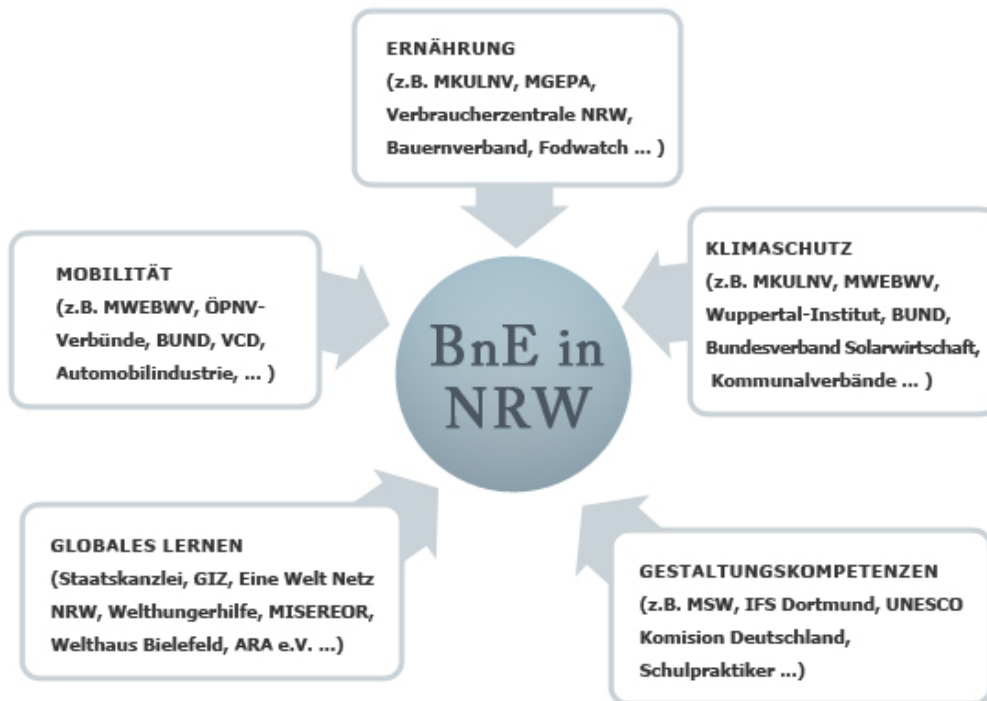 ERNÄHRUNG
(z.B. MKULNV, MGEPA,
Verbraucherzentrale NRW,
Bauernverband, Fodwatch ... )
MOBILITÄT
(z.B. MWEBWV, ÖPNV-
Verbünde, BUND, VCD,
Automobilindustrie, ... )
KLIMASCHUTZ
(z.B. MKULNV, MWEBWV,
Wuppertal-Institut, BUND,
Bundesverband Solarwirtschaft,
Kommunalverbände ... )
BnE in
NRW
GLOBALES LERNEN
(Staatskanzlei, GIZ, Eine Welt Netz
NRW, Welthungerhilfe, MISEREOR,
Welthaus Bielefeld, ARA e.V. ...)
GESTALTUNGSKOMPETENZEN
(z.B. MSW, IFS Dortmund, UNESCO
Komision Deutschland,
Schulpraktiker ...)